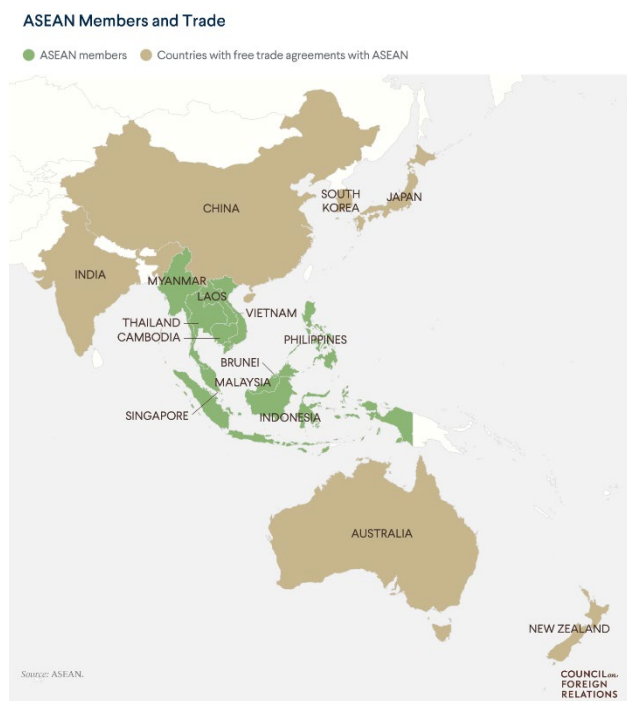 ASEAN Members and Trade
ASEAN members
Countries with free trade agreements with ASEAN
CHINA
SOUTH
KOREA
JAPAN
INDIA
MYANMAR
LAOS
VIETNAM
THAILAND
CAMBODIA
PHILIPPINES
BRUNEI
MALAYSIA
SINGAPORE
INDONESIA
AUSTRALIA
NEW ZEALAND
Source: ASEAN.
COUNCIL on
FOREIGN
RELATIONS